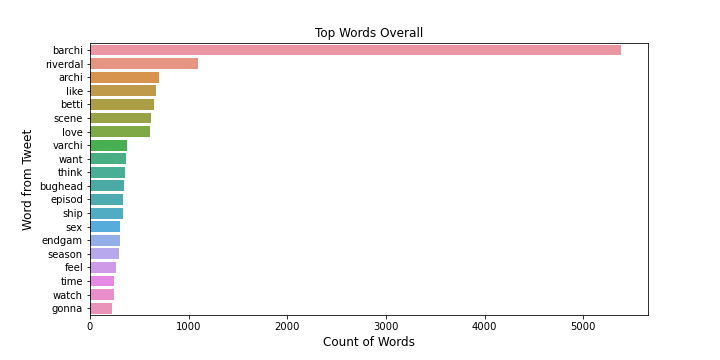 Top Words Overall
Word from Tweet
barchi
riverdal
archi
like
betti
scene
love
varchi
want
think
bughead
episod
ship
sex
endgam
season
feel
time
watch
gonna
0 1000 2000 3000 4000 5000
Count of Words